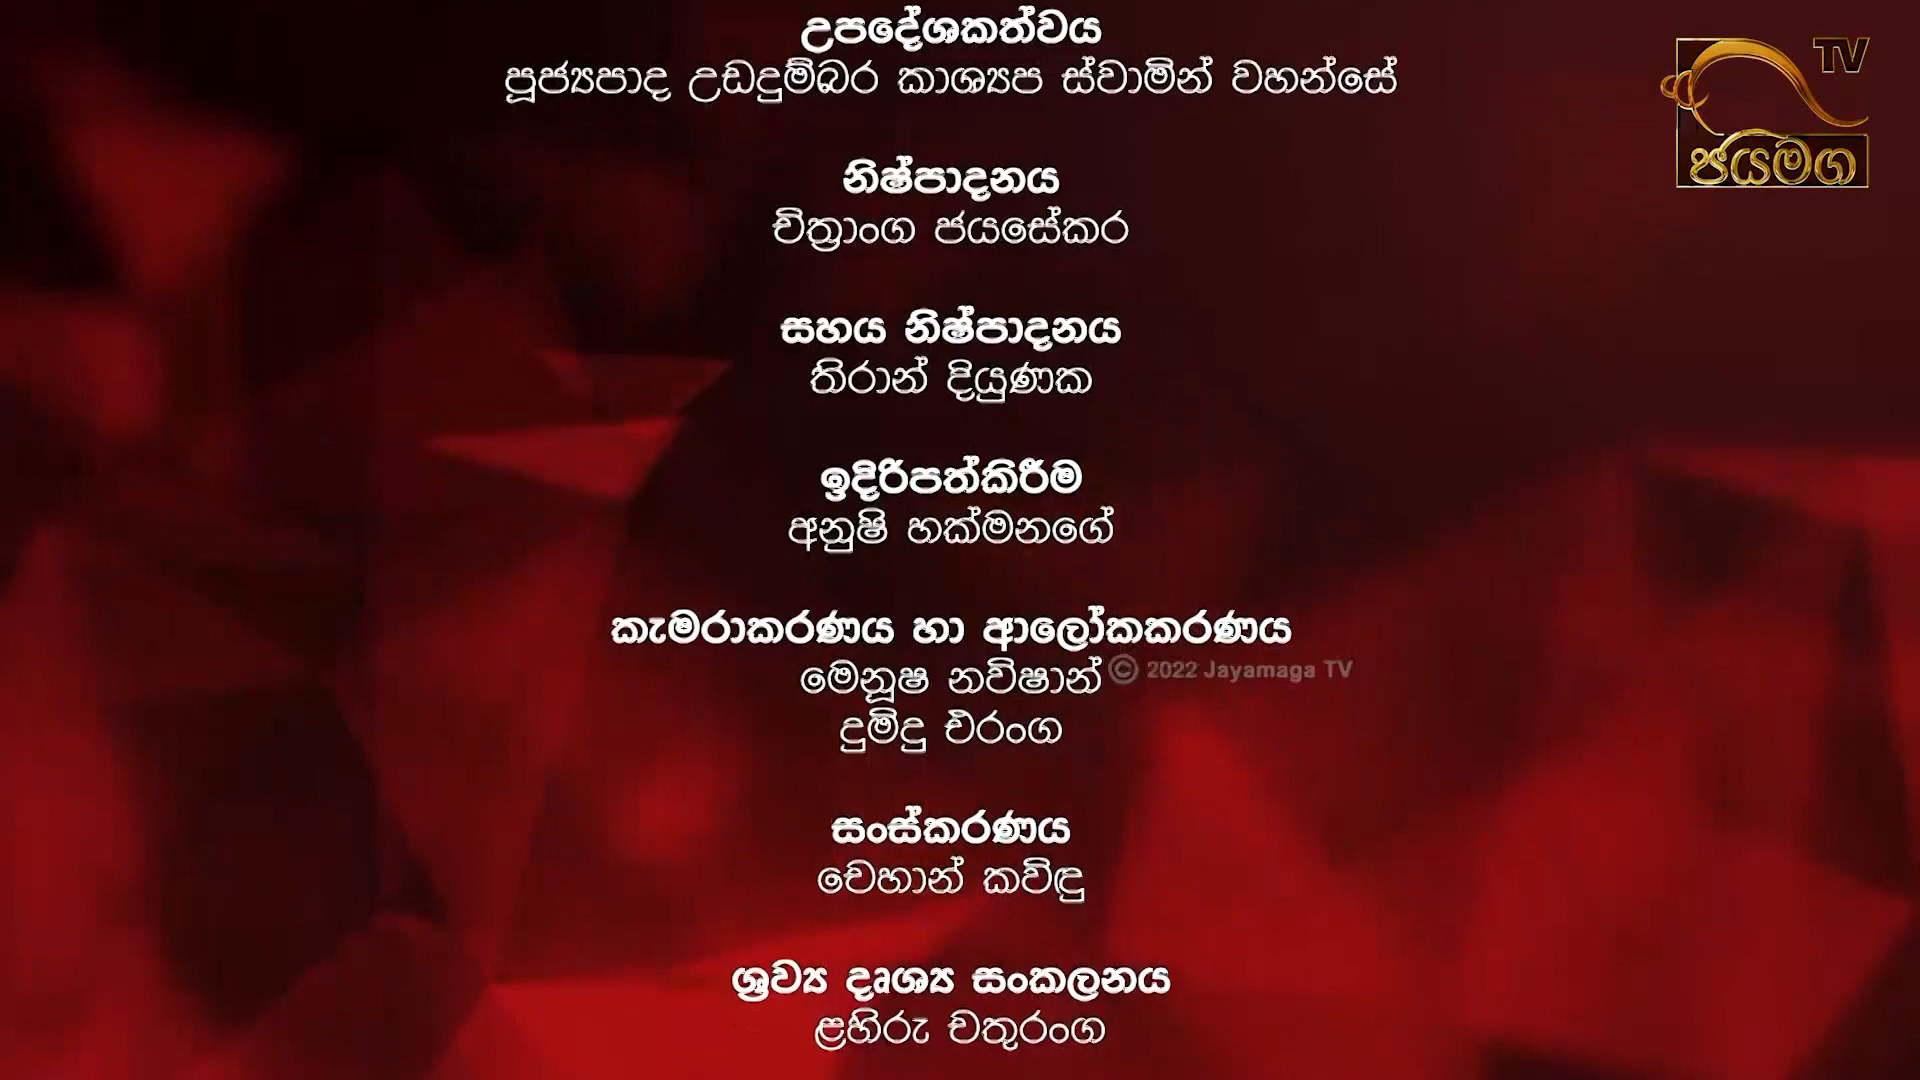 උපදේශකත්වය
පූජ්‍යපාද උඩදුම්බර කාශ්‍යප ස්වාමින් වහන්සේ
TV
ජයමග
නිෂ්පාදනය
චිත්‍රාංග ජයසේකර
සහය නිෂ්පාදනය
තිරාන් දියුණක
ඉදිරිපත්කිරීම
අනුෂි හක්මනගේ
කැමරාකරණය හා ආලෝකකරණය
මෙනූෂ නවිෂාන්
© 2022 Jayamaga TV
දුමිදු එරංග
සංස්කරණය
චෙහාන් කවිඳු
ශ්‍රව්‍ය දෘශ්‍ය සංකලනය
ළහිරු චතුරංග